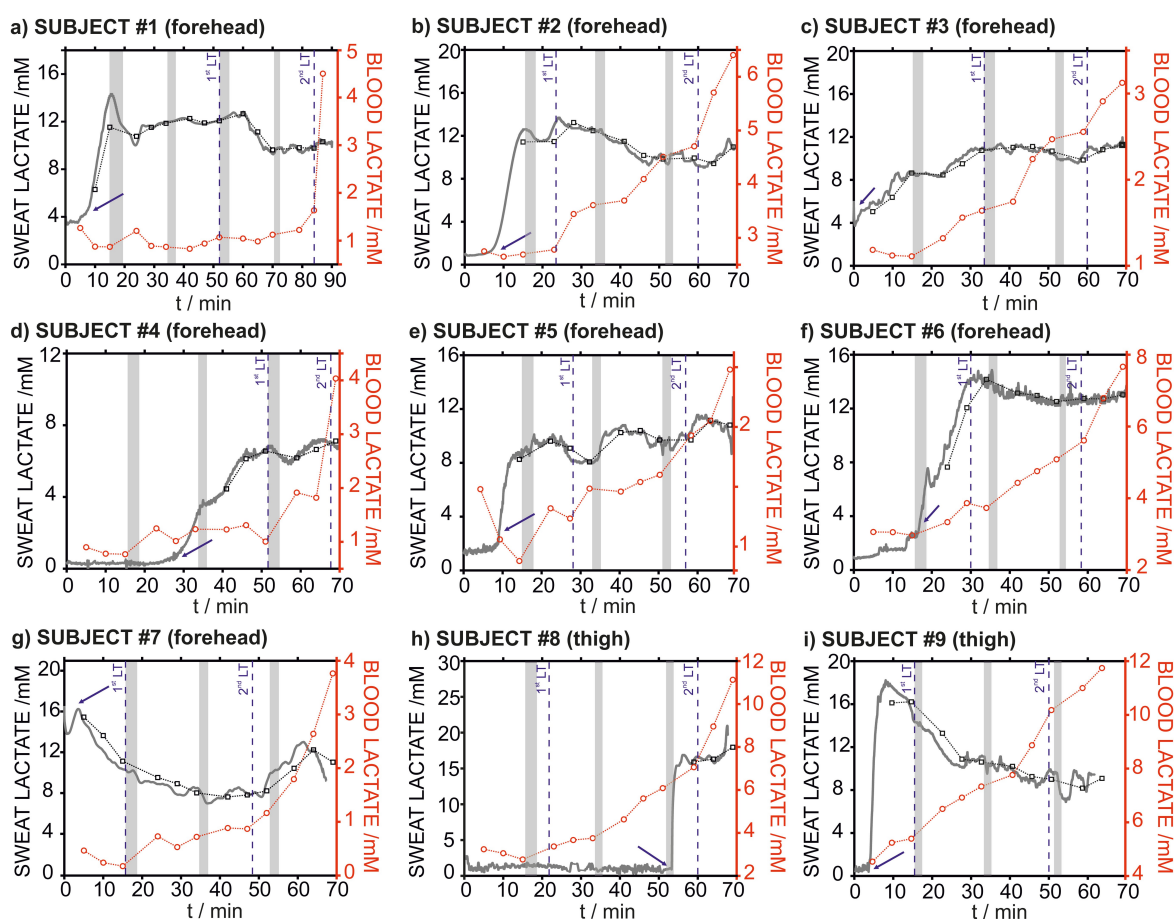 a) SUBJECT #1 (forehead)
SWEAT LACTATE /mM
16
12
8
4
0
1st LT
2nd LT
5
4
3
2
1
BLOOD LACTATE /mM
0 10 20 30 40 50 60 70 80 90
t / min
b) SUBJECT #2 (forehead)
SWEAT LACTATE /mM
20
16
12
8
4
0
1st LT
2nd LT
6
5
4
3
BLOOD LACTATE /mM
0 10 20 30 40 50 60 70
t / min
c) SUBJECT #3 (forehead)
SWEAT LACTATE /mM
20
16
12
8
4
0
1st LT
2nd LT
3
2
1
BLOOD LACTATE /mM
0 10 20 30 40 50 60 70
t / min
d) SUBJECT #4 (forehead)
SWEAT LACTATE /mM
12
8
4
0
1st LT
2nd LT
4
3
2
1
BLOOD LACTATE /mM
0 10 20 30 40 50 60 70
t / min
e) SUBJECT #5 (forehead)
SWEAT LACTATE /mM
16
12
8
4
0
1st LT
2nd LT
2
1
BLOOD LACTATE /mM
0 10 20 30 40 50 60 70
t / min
f) SUBJECT #6 (forehead)
SWEAT LACTATE /mM
16
12
8
4
0
1st LT
2nd LT
8
6
4
2
BLOOD LACTATE /mM
0 10 20 30 40 50 60 70
t / min
g) SUBJECT #7 (forehead)
SWEAT LACTATE /mM
20
16
12
8
4
0
1st LT
2nd LT
4
3
2
1
0
BLOOD LACTATE /mM
0 10 20 30 40 50 60 70
t / min
h) SUBJECT #8 (thigh)
SWEAT LACTATE /mM
30
25
20
15
10
5
0
1st LT
2nd LT
12
10
8
6
4
2
BLOOD LACTATE /mM
0 10 20 30 40 50 60 70
t / min
i) SUBJECT #9 (thigh)
SWEAT LACTATE /mM
20
16
12
8
4
0
1st LT
2nd LT
12
10
8
6
4
BLOOD LACTATE /mM
0 10 20 30 40 50 60 70
t / min